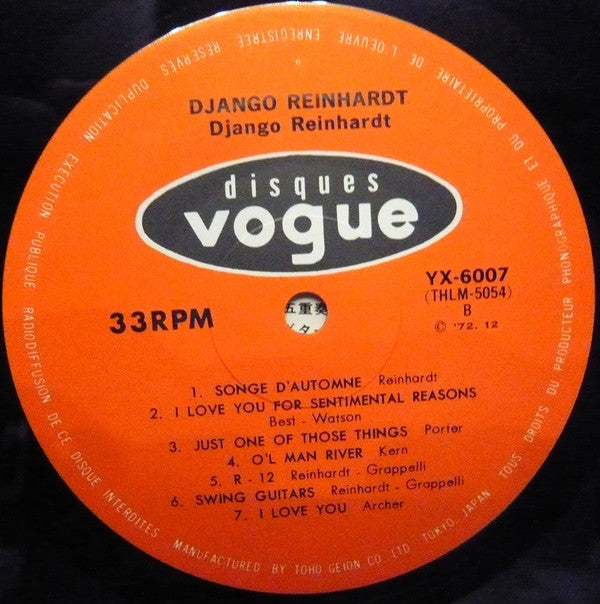 DJANGO REINHARDT
Django Reinhardt
disques
vogue
YX-6007
(THLM-5054)
B
℗ '72. 12
33RPM
五重奏
イタ
1. SONGE D'AUTOMNE Reinhardt
2. I LOVE YOU FOR SENTIMENTAL REASONS
Best - Watson
3. JUST ONE OF THOSE THINGS Porter
4. O'L MAN RIVER Kern
5. R - 12 Reinhardt - Grappelli
6. SWING GUITARS Reinhardt - Grappelli
7. I LOVE YOU Archer
MANUFACTURED BY TOHO GEION CO LTD TOKYO, JAPAN
TOUS DROITS DU PRODUCTEUR PHONOGRAPHIQUE ET DU PROPRIETAIRE DE L'OEUVRE ENREGISTREE RESERVES DUPLICATION EXECUTION PUBLIQUE RADIODIFFUSION DE CE DISQUE INTERDITES